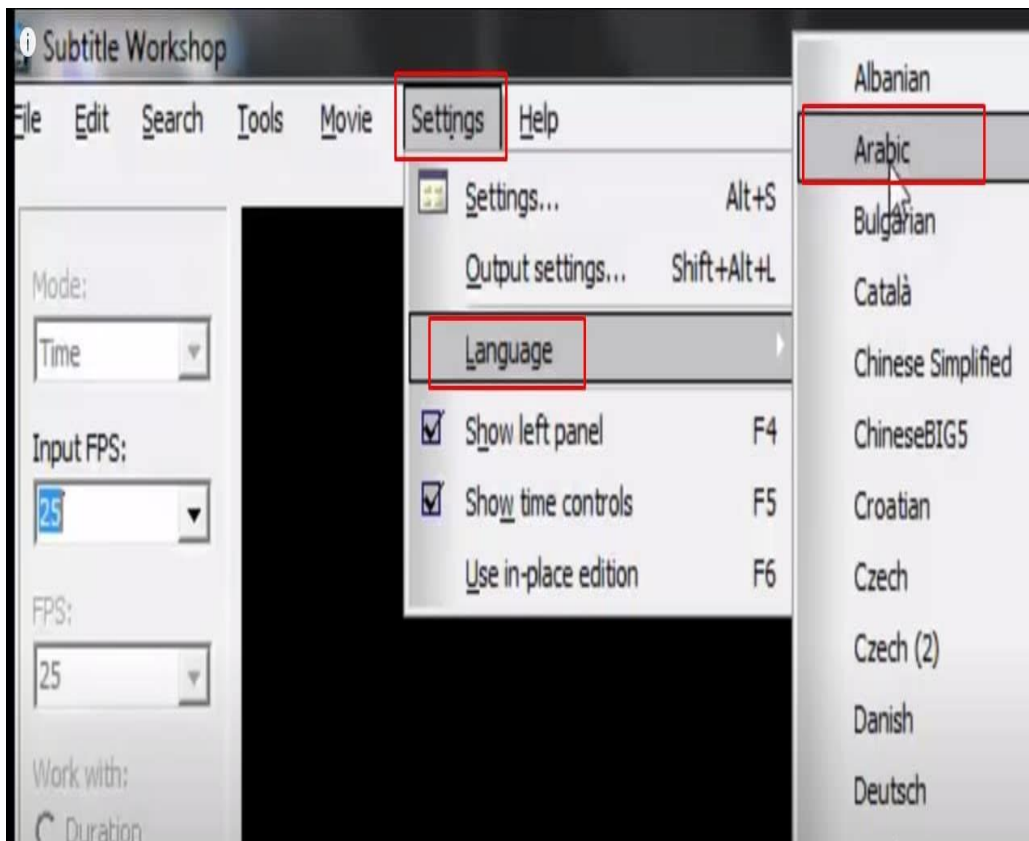 Subtitle Workshop
File Edit Search Tools Movie Settings Help
Settings... Alt+S
Output settings... Shift+Alt+L
Language
Show left panel F4
Show time controls F5
Use in-place edition F6
Albanian
Arabic
Bulgarian
Català
Chinese Simplified
ChineseBIG5
Croatian
Czech
Czech (2)
Danish
Deutsch
Mode:
Time
Input FPS:
25
FPS:
25
Work with:
Duration